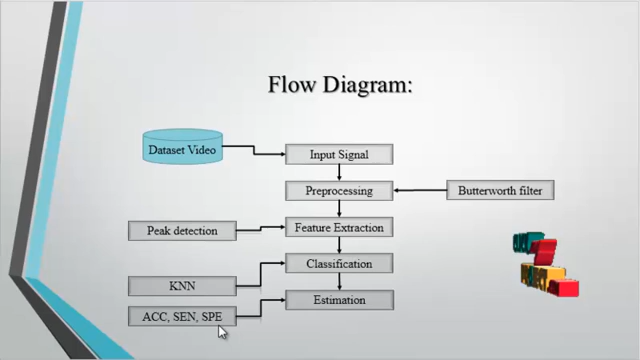 Flow Diagram:
Dataset Video
Input Signal
Preprocessing
Butterworth filter
Peak detection
Feature Extraction
Classification
KNN
Estimation
ACC, SEN, SPE